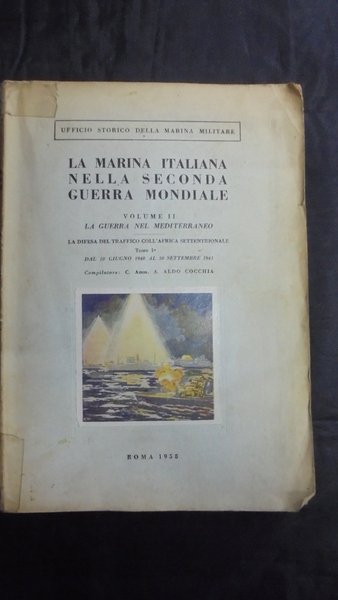 UFFICIO STORICO DELLA MARINA MILITARE
LA MARINA ITALIANA
NELLA SECONDA
GUERRA MONDIALE
VOLUME II
LA GUERRA NEL MEDITERRANEO
LA DIFESA DEL TRAFFICO COLL'AFRICA SETTENTRIONALE
Tomo 1°
DAL 10 GIUGNO 1940 AL 30 SETTEMBRE 1941
Compilatore: C. Amm. A. ALDO COCCHIA
ROMA 1958